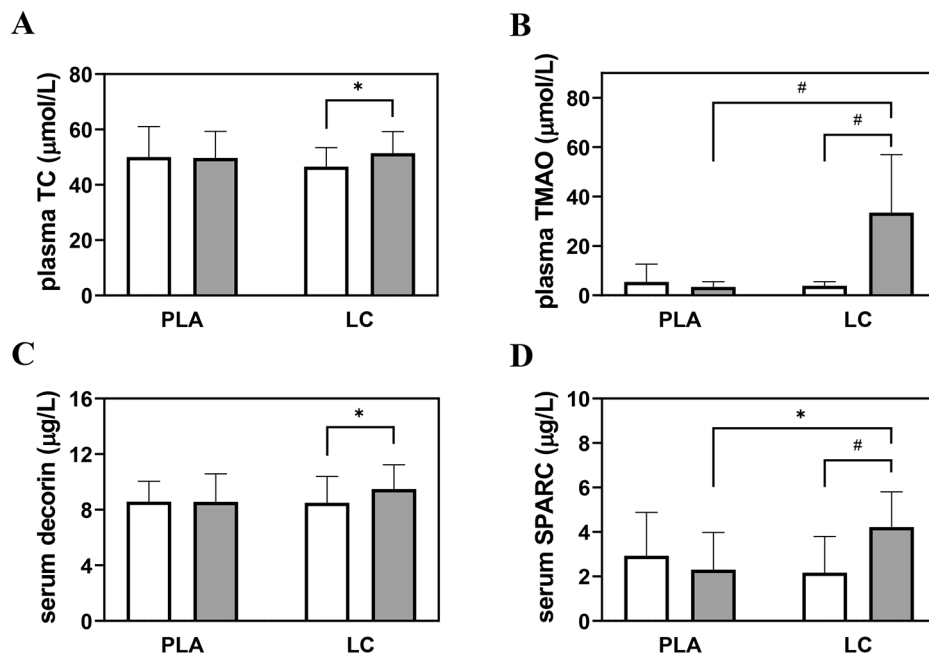 A
plasma TC (μmol/L)
80
60
40
20
0
*
PLA
LC
B
plasma TMAO (μmol/L)
80
60
40
20
0
#
#
PLA
LC
C
serum decorin (μg/L)
16
12
8
4
0
*
PLA
LC
D
serum SPARC (μg/L)
10
8
6
4
2
0
*
#
PLA
LC